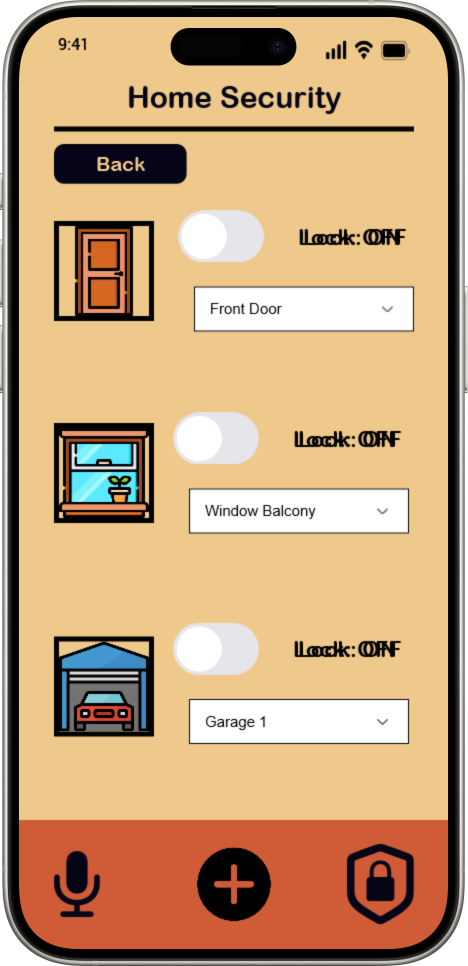 9:41
Home Security
Back
Lock:
Front Door
Lock:
Window Balcony
Lock:
Garage 1